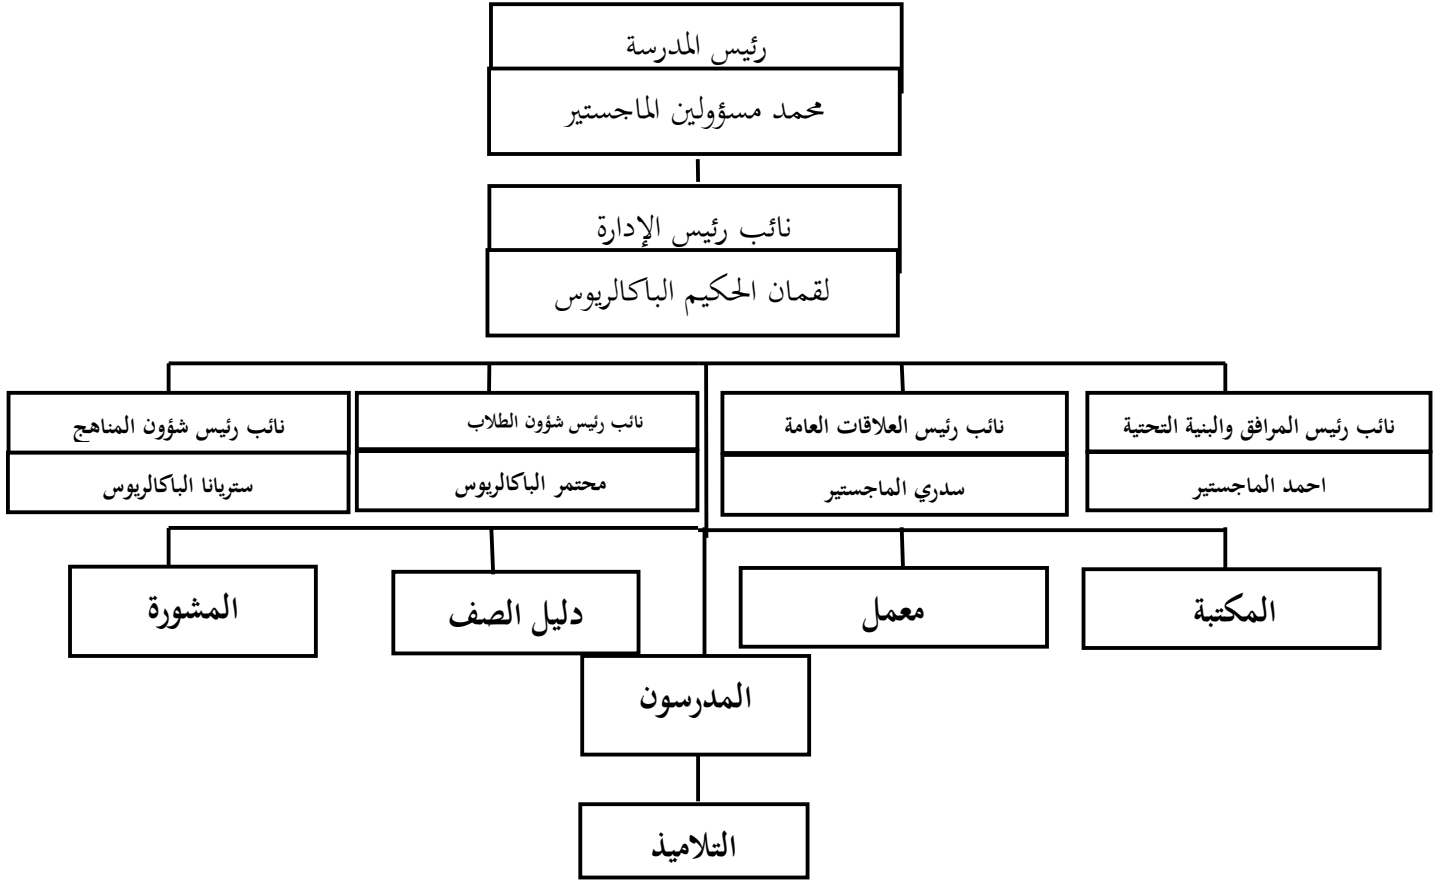 رئيس المدرسة
محمد مسؤولين الماجستير
نائب رئيس الإدارة
لقمان الحكيم الباكالريوس
نائب رئيس المرافق والبنية التحتية
احمد الماجستير
نائب رئيس العلاقات العامة
سدري الماجستير
نائب رئيس شؤون الطلاب
محتمر الباكالريوس
نائب رئيس شؤون المناهج
ستريانا الباكالريوس
المكتبة
معمل
دليل الصف
المشورة
المدرسون
التلاميذ